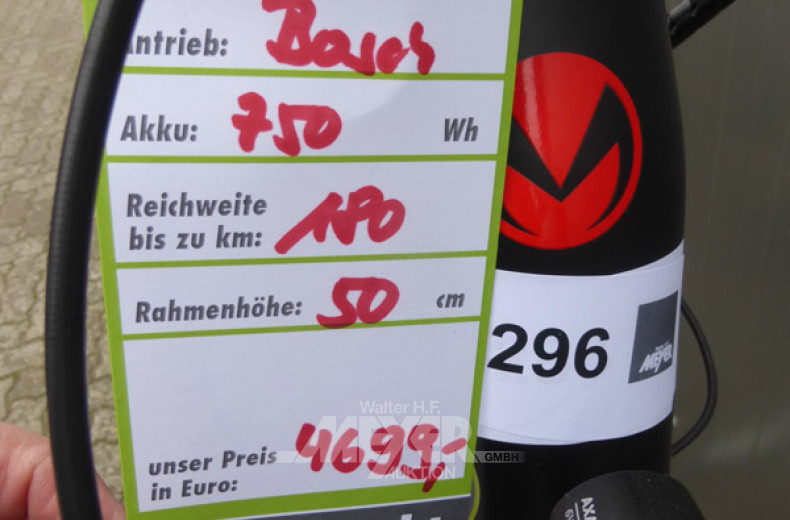 Antrieb: Bosch
Akku: 750 Wh
Reichweite
bis zu km: 180
Rahmenhöhe: 50 cm
unser Preis
in Euro: 4699,-
296
MEYER
Walter H.F.
MEYER
GMBH
AUKTION